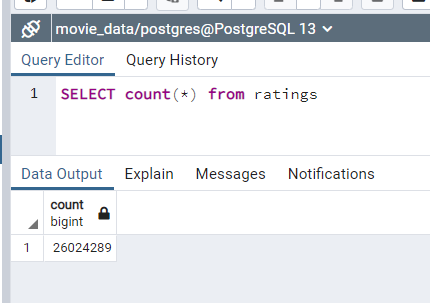 movie_data/postgres@PostgreSQL 13
Query Editor Query History
1 SELECT count(*) from ratings
Data Output Explain Messages Notifications
count
bigint
1 26024289